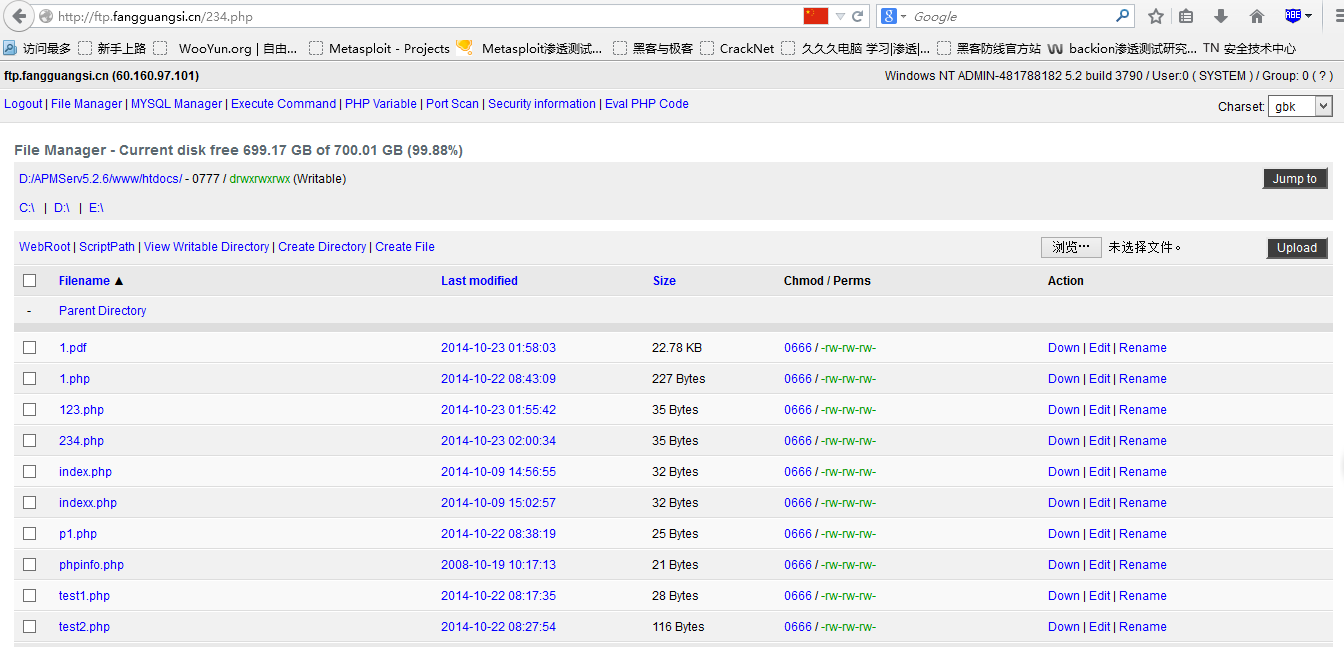 http://ftp.fangguangsi.cn/234.php Google ABE
访问最多 新手上路 WooYun.org | 自由... Metasploit - Projects Metasploit渗透测试... 黑客与极客 CrackNet 久久久电脑 学习|渗透|... 黑客防线官方站 backion渗透测试研究... TN 安全技术中心
ftp.fangguangsi.cn (60.160.97.101) Windows NT ADMIN-481788182 5.2 build 3790 / User:0 ( SYSTEM ) / Group: 0 ( ? )
Logout | File Manager | MYSQL Manager | Execute Command | PHP Variable | Port Scan | Security information | Eval PHP Code Charset: gbk
File Manager - Current disk free 699.17 GB of 700.01 GB (99.88%)
D:/APMServ5.2.6/www/htdocs/ - 0777 / drwxrwxrwx (Writable) Jump to
C:\ | D:\ | E:\
WebRoot | ScriptPath | View Writable Directory | Create Directory | Create File 浏览… 未选择文件。 Upload
Filename ▲ Last modified Size Chmod / Perms Action
- Parent Directory
1.pdf 2014-10-23 01:58:03 22.78 KB 0666 / -rw-rw-rw- Down | Edit | Rename
1.php 2014-10-22 08:43:09 227 Bytes 0666 / -rw-rw-rw- Down | Edit | Rename
123.php 2014-10-23 01:55:42 35 Bytes 0666 / -rw-rw-rw- Down | Edit | Rename
234.php 2014-10-23 02:00:34 35 Bytes 0666 / -rw-rw-rw- Down | Edit | Rename
index.php 2014-10-09 14:56:55 32 Bytes 0666 / -rw-rw-rw- Down | Edit | Rename
indexx.php 2014-10-09 15:02:57 32 Bytes 0666 / -rw-rw-rw- Down | Edit | Rename
p1.php 2014-10-22 08:38:19 25 Bytes 0666 / -rw-rw-rw- Down | Edit | Rename
phpinfo.php 2008-10-19 10:17:13 21 Bytes 0666 / -rw-rw-rw- Down | Edit | Rename
test1.php 2014-10-22 08:17:35 28 Bytes 0666 / -rw-rw-rw- Down | Edit | Rename
test2.php 2014-10-22 08:27:54 116 Bytes 0666 / -rw-rw-rw- Down | Edit | Rename